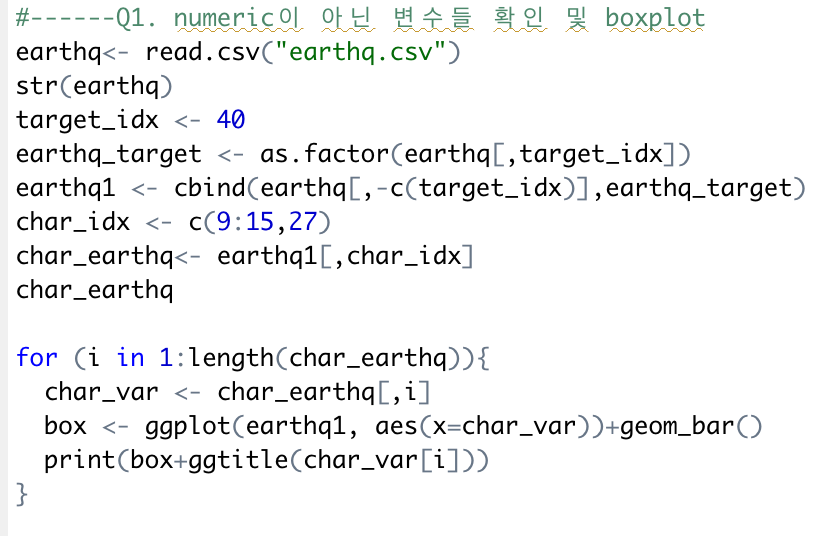 #------Q1. numeric이 아닌 변수들 확인 및 boxplot
earthq<- read.csv("earthq.csv")
str(earthq)
target_idx <- 40
earthq_target <- as.factor(earthq[,target_idx])
earthq1 <- cbind(earthq[,-c(target_idx)],earthq_target)
char_idx <- c(9:15,27)
char_earthq<- earthq1[,char_idx]
char_earthq
for (i in 1:length(char_earthq)){
  char_var <- char_earthq[,i]
  box <- ggplot(earthq1, aes(x=char_var))+geom_bar()
  print(box+ggtitle(char_var[i]))
}